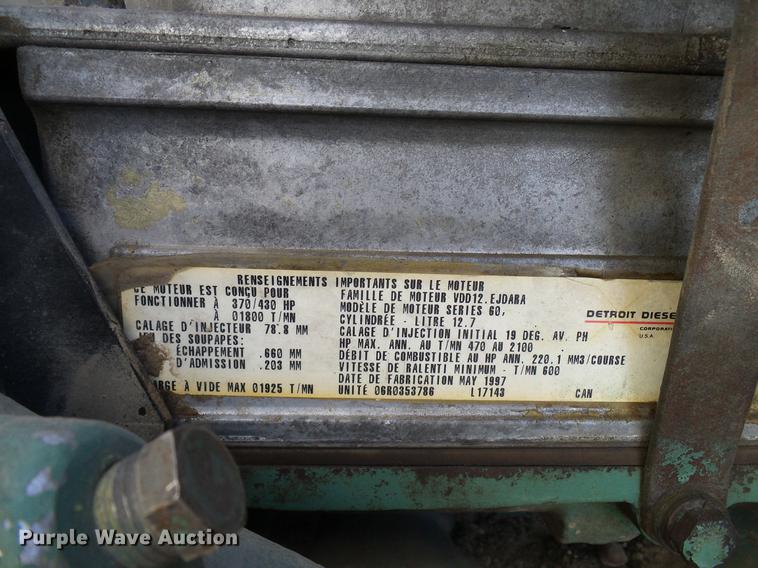 RENSEIGNEMENTS IMPORTANTS SUR LE MOTEUR
CE MOTEUR EST CONÇU POUR
FONCTIONNER À 370/430 HP
À 01800 T/MN
CALAGE D'INJECTEUR 78.8 MM
DES SOUPAPES:
ÉCHAPPEMENT .660 MM
D'ADMISSION .203 MM
À VIDE MAX 01925 T/MN
FAMILLE DE MOTEUR VDD12.EJDARA
MODÈLE DE MOTEUR SERIES 60,
CYLINDRÉE - LITRE 12.7
CALAGE D'INJECTION INITIAL 19 DEG. AV. PH
HP MAX. ANN. AU T/MN 470 AU 2100
DÉBIT DE COMBUSTIBLE AU HP ANN. 220.1 MM3/COURSE
VITESSE DE RALENTI MINIMUM - T/MN 600
DATE DE FABRICATION MAY 1997
UNITÉ 06R0353786 L17143 CAN
DETROIT DIESE
CORPORATI
U.S.A.
Purple Wave Auction